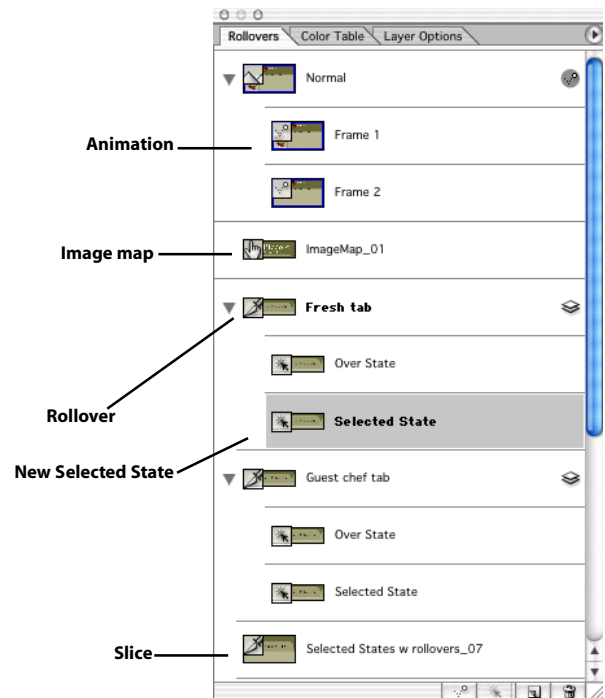 Rollovers Color Table Layer Options
Normal
Animation
Frame 1
Frame 2
Image map
ImageMap_01
Fresh tab
Over State
Rollover
Selected State
New Selected State
Guest chef tab
Over State
Selected State
Slice
Selected States w rollovers_07